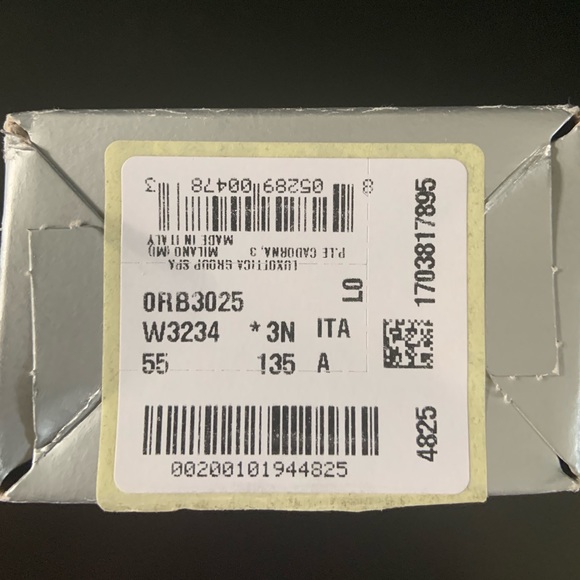 8 05289 00478 3
LUXOTTICA GROUP SPA
P.LE CADORNA, 3 MILANO (MI)
MADE IN ITALY
0RB3025
LO
W3234 *3N ITA
55 135 A
00200101944825
1703817895
4825